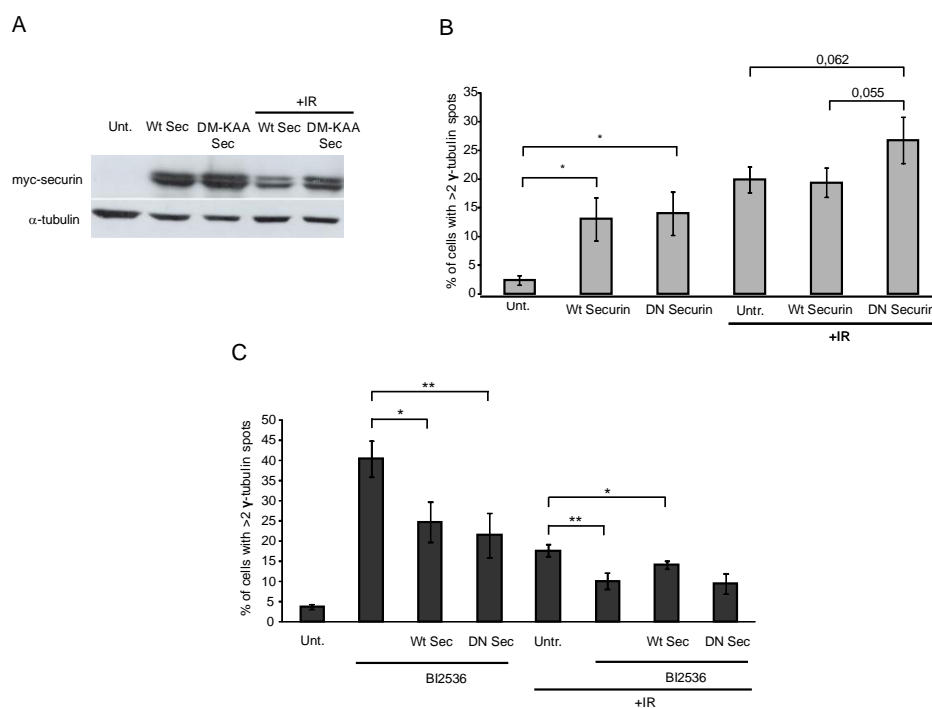 A
+IR
Unt. Wt Sec DM-KAA Sec Wt Sec DM-KAA Sec
myc-securin
α-tubulin
B
0,062
0,055
*
*
% of cells with >2 γ-tubulin spots
35
30
25
20
15
10
5
0
Unt. Wt Securin DN Securin Untr. Wt Securin DN Securin
+IR
C
**
*
*
**
% of cells with >2 γ-tubulin spots
50
45
40
35
30
25
20
15
10
5
0
Unt. Wt Sec DN Sec Untr. Wt Sec DN Sec
BI2536 BI2536
+IR